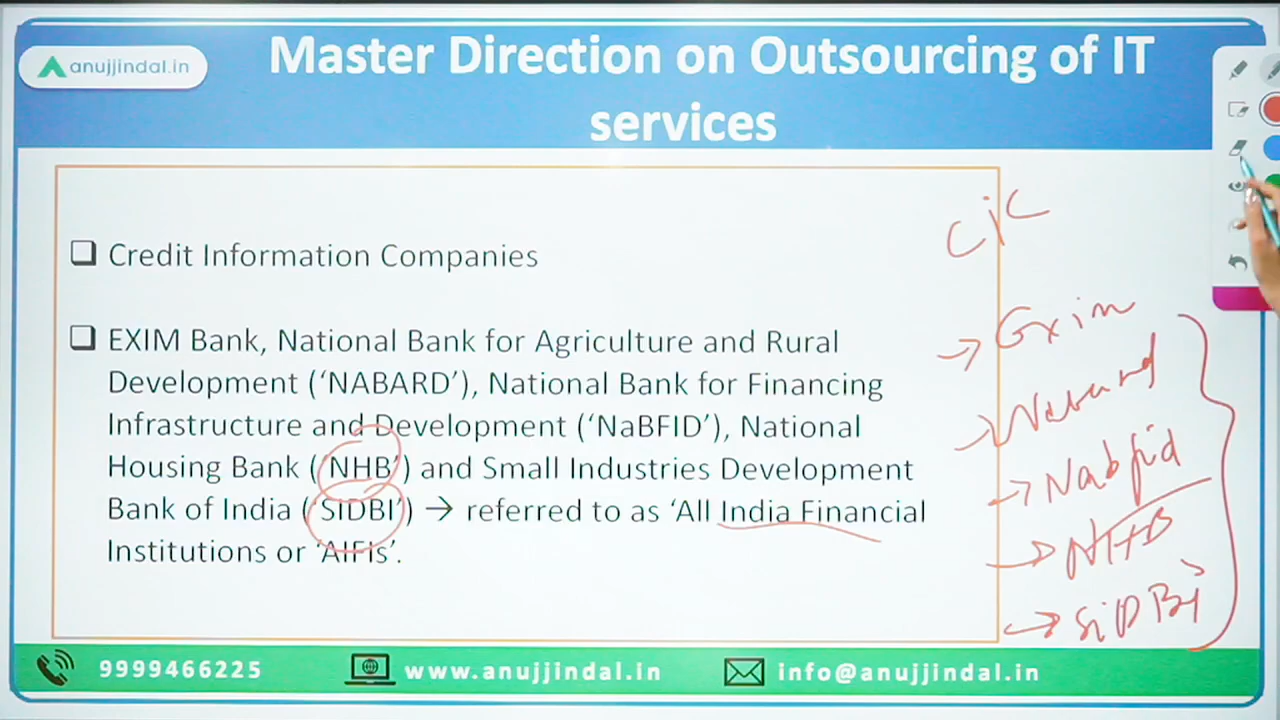 anujjindal.in
Master Direction on Outsourcing of IT
services
Credit Information Companies
EXIM Bank, National Bank for Agriculture and Rural
Development (‘NABARD’), National Bank for Financing
Infrastructure and Development (‘NaBFID’), National
Housing Bank (‘NHB’) and Small Industries Development
Bank of India (‘SIDBI’) → referred to as ‘All India Financial
Institutions or ‘AIFIs’.
CiC
→ Exim
→ Nabard
→ Nabfid
→ NHB
→ SiDBi
9999466225
www.anujjindal.in
info@anujjindal.in